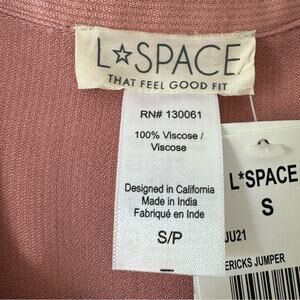 L☆SPACE
THAT FEEL GOOD FIT
RN# 130061
100% Viscose /
Viscose
Designed in California
Made in India
Fabriqué en Inde
S/P
L*SPACE
S
JU21
ERICKS JUMPER